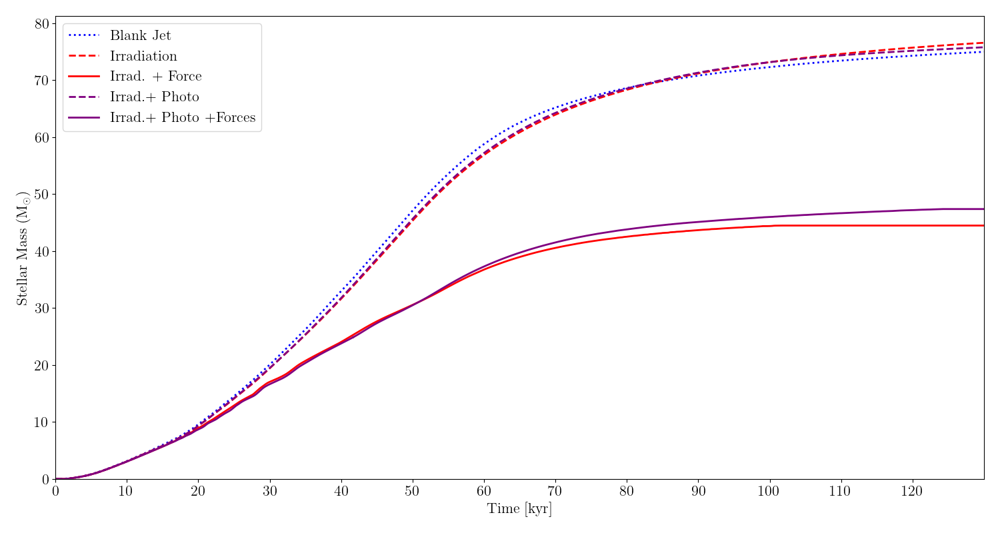 80
70
60
50
40
30
20
10
0
Stellar Mass (M⊙)
Blank Jet
Irradiation
Irrad. + Force
Irrad.+ Photo
Irrad.+ Photo +Forces
0 10 20 30 40 50 60 70 80 90 100 110 120
Time [kyr]